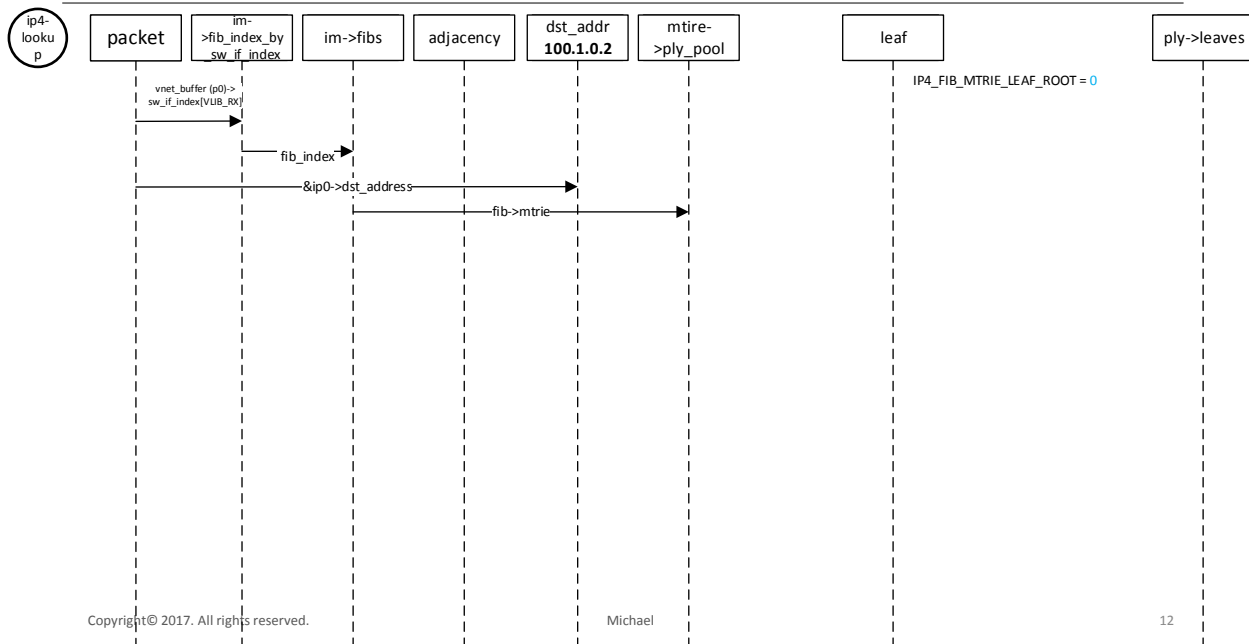 ip4-
looku
p
packet
im-
>fib_index_by
_sw_if_index
im->fibs
adjacency
dst_addr
100.1.0.2
mtire-
>ply_pool
leaf
ply->leaves
IP4_FIB_MTRIE_LEAF_ROOT = 0
vnet_buffer (p0)->
sw_if_index[VLIB_RX]
fib_index
&ip0->dst_address
fib->mtrie
Copyright© 2017. All rights reserved.
Michael
12